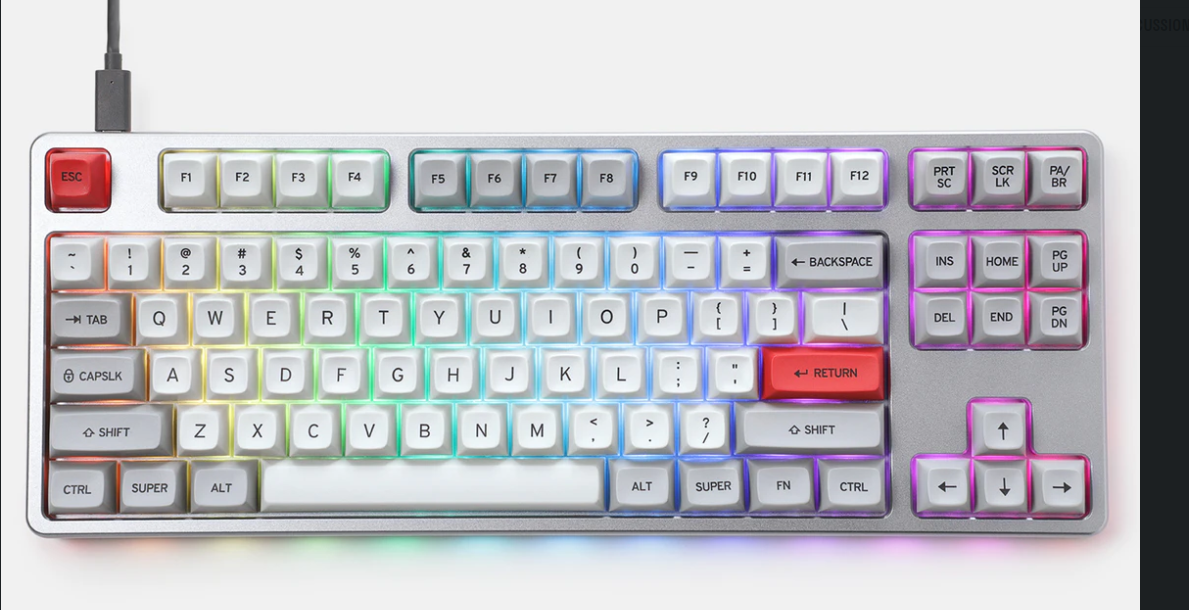 ESC F1 F2 F3 F4 F5 F6 F7 F8 F9 F10 F11 F12 PRT SC SCR LK PA/ BR
~ ` ! 1 @ 2 # 3 $ 4 % 5 ^ 6 & 7 * 8 ( 9 ) 0 — - + = ← BACKSPACE INS HOME PG UP
⇥ TAB Q W E R T Y U I O P { [ } ] | \ DEL END PG DN
CAPSLK A S D F G H J K L : ; " ' ↵ RETURN
⇧ SHIFT Z X C V B N M < , > . ? / ⇧ SHIFT ↑
CTRL SUPER ALT ALT SUPER FN CTRL ← ↓ →